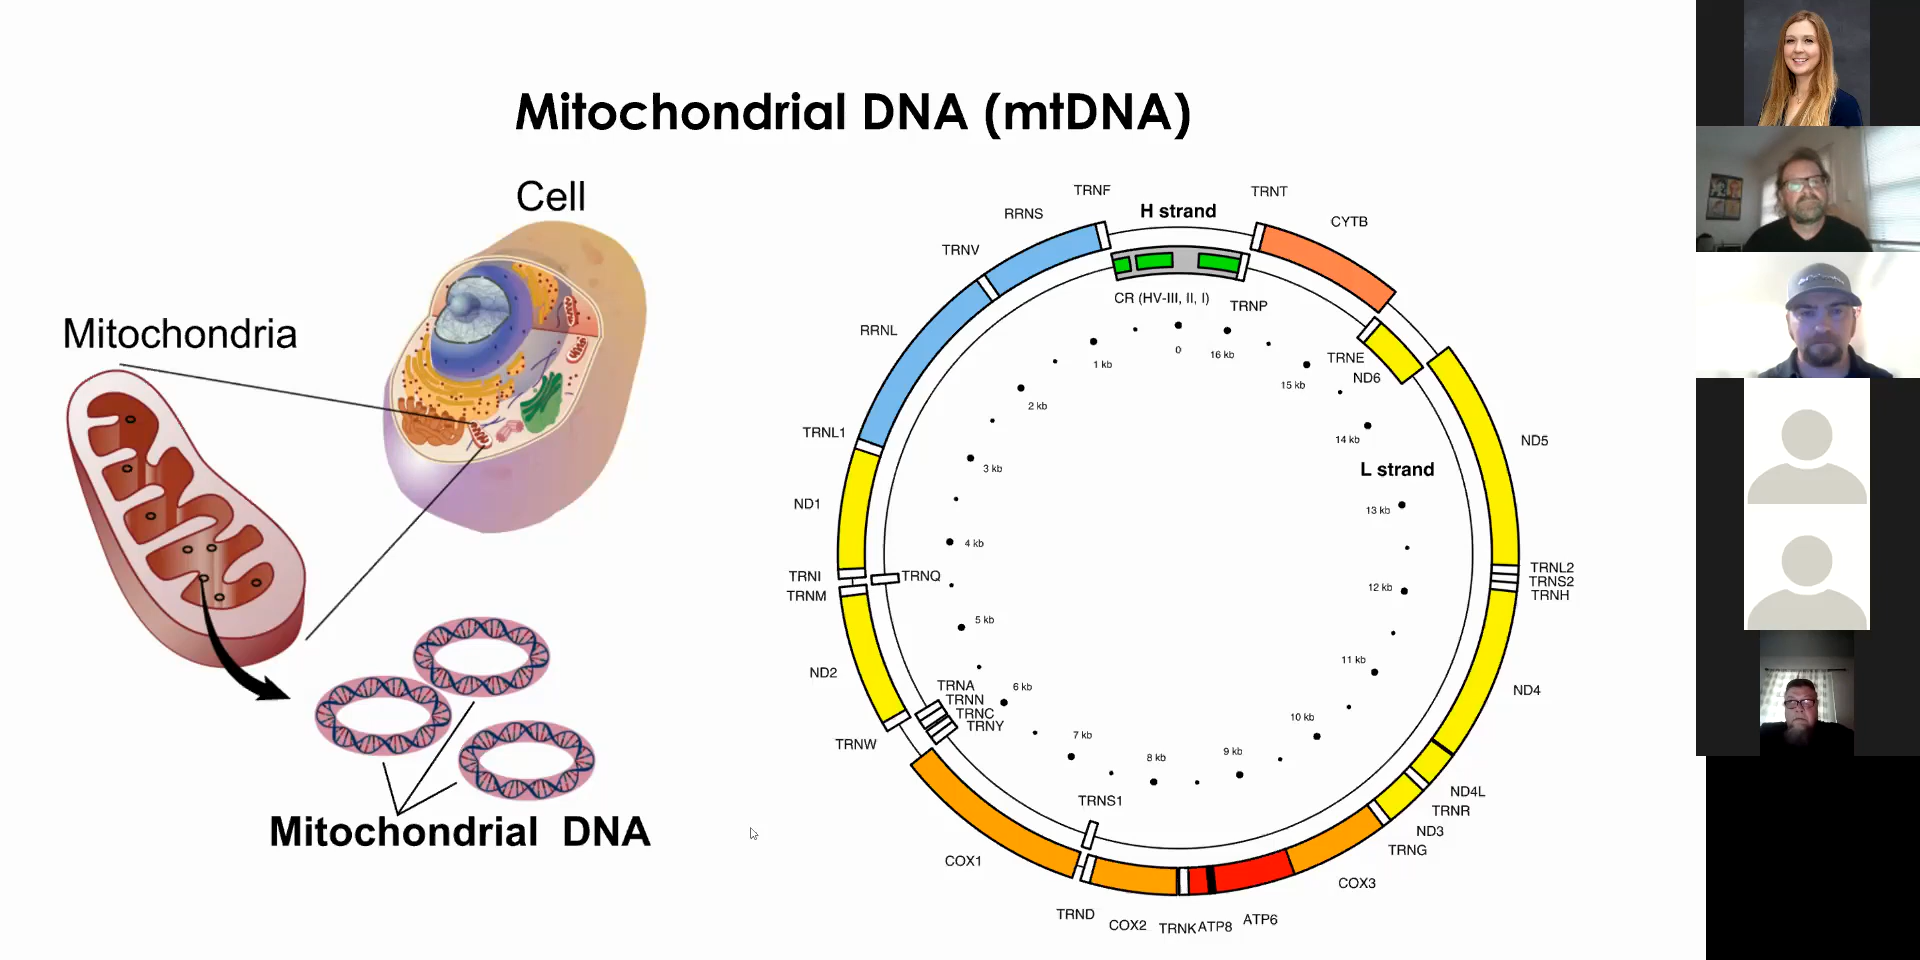 Mitochondrial DNA (mtDNA)
Cell
Mitochondria
Mitochondrial DNA
H strand
L strand
CR (HV-III, II, I)
TRNF
RRNS
TRNV
RRNL
TRNL1
ND1
TRNI
TRNQ
TRNM
ND2
TRNA
TRNN
TRNC
TRNY
TRNW
COX1
TRNS1
TRND
COX2
TRNK
ATP8
ATP6
COX3
TRNG
ND3
TRNR
ND4L
ND4
TRNH
TRNS2
TRNL2
ND5
ND6
TRNE
CYTB
TRNT
TRNP
0
1 kb
2 kb
3 kb
4 kb
5 kb
6 kb
7 kb
8 kb
9 kb
10 kb
11 kb
12 kb
13 kb
14 kb
15 kb
16 kb